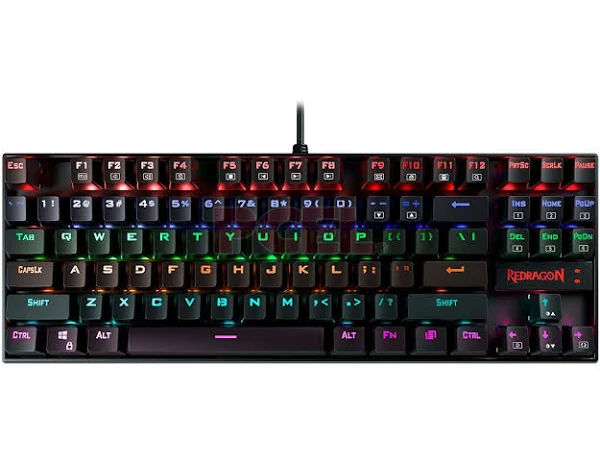 Esc F1 F2 F3 F4 F5 F6 F7 F8 F9 F10 F11 F12 PrtSc ScrLk Pause
~` 1! 2@ 3# 4$ 5% 6^ 7& 8* 9( 0) - = Ins Home PgUp
Tab Q W E R T Y U I O P [{ ]} \| Del End PgDn
CapsLk A S D F G H J K L ;: '" REDRAGON
Shift Z X C V B N M ,< .> /? Shift
Ctrl Alt Alt Fn Ctrl